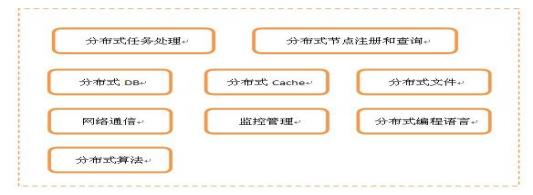 分布式任务处理
分布式节点注册和查询
分布式 DB
分布式 Cache
分布式文件
网络通信
监控管理
分布式编程语言
分布式算法